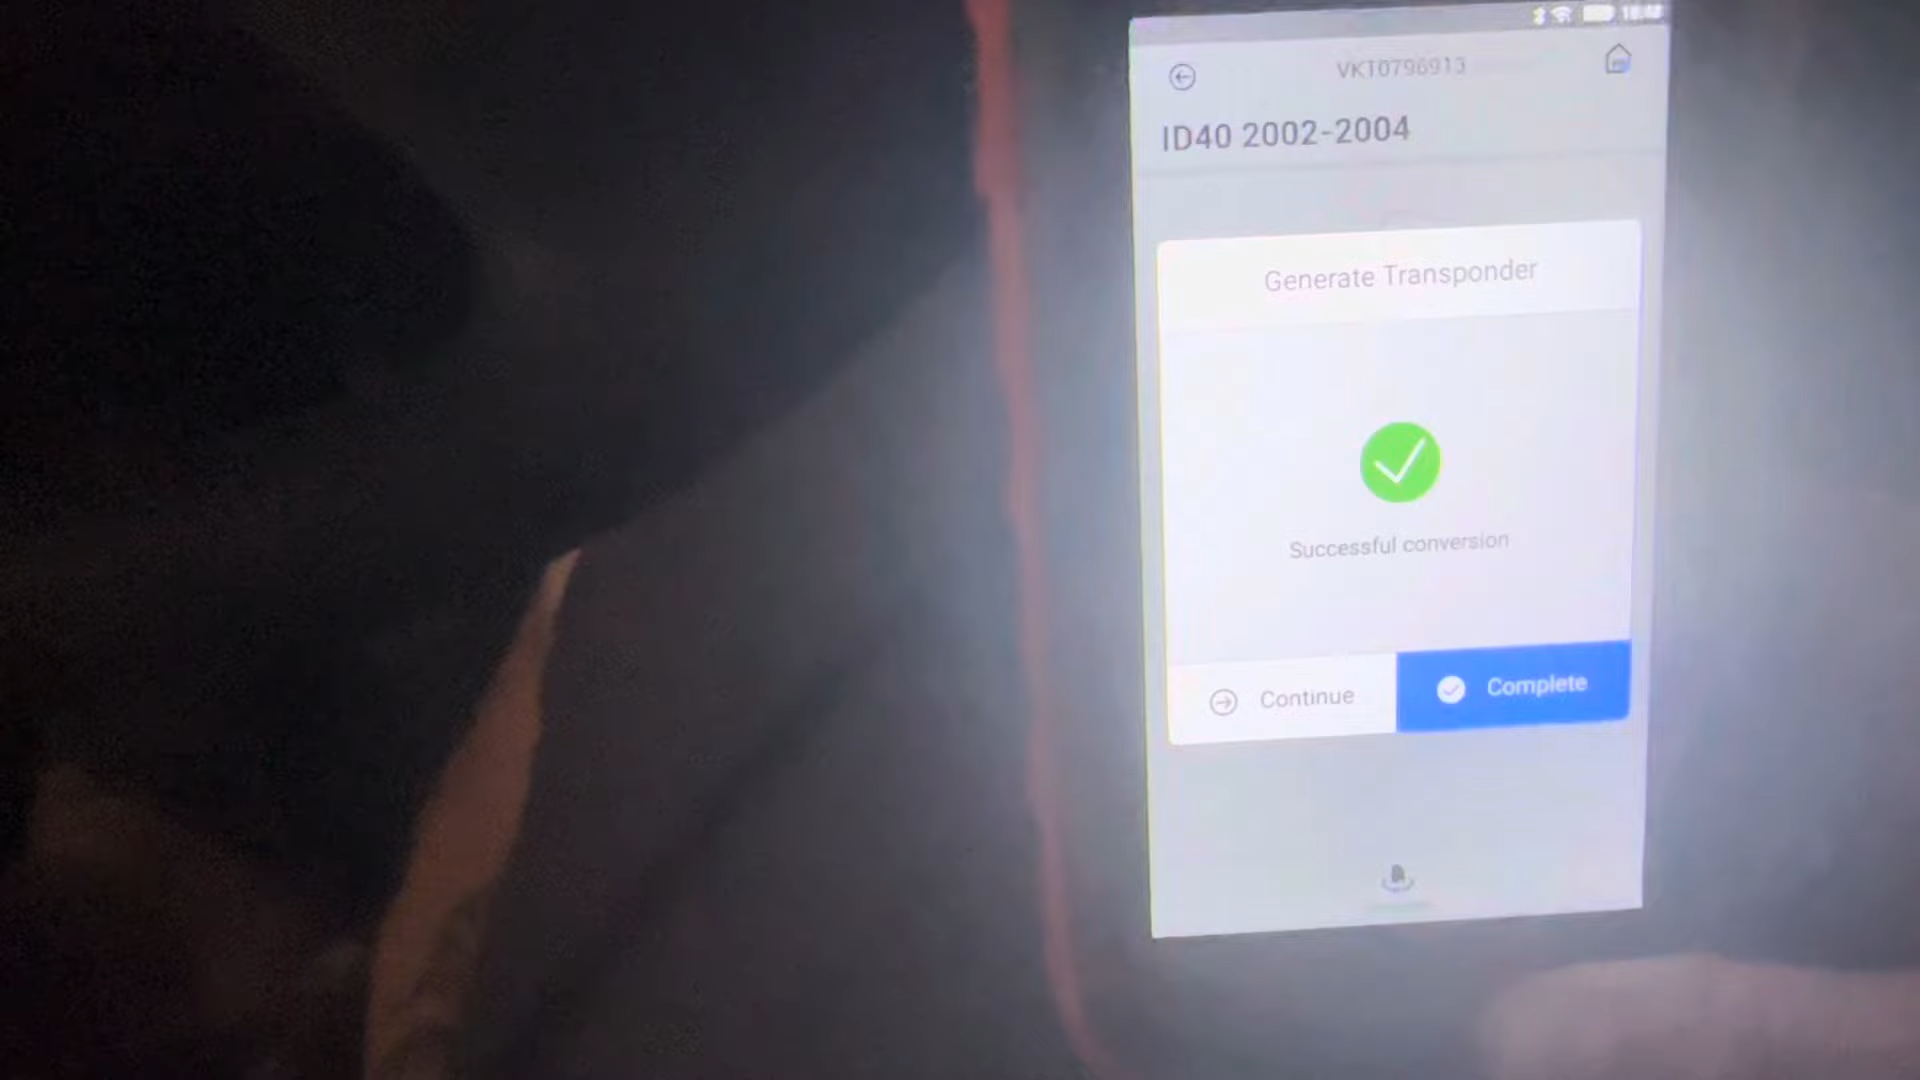 VKT0796913
ID40 2002-2004
Generate Transponder
Successful conversion
Continue
Complete